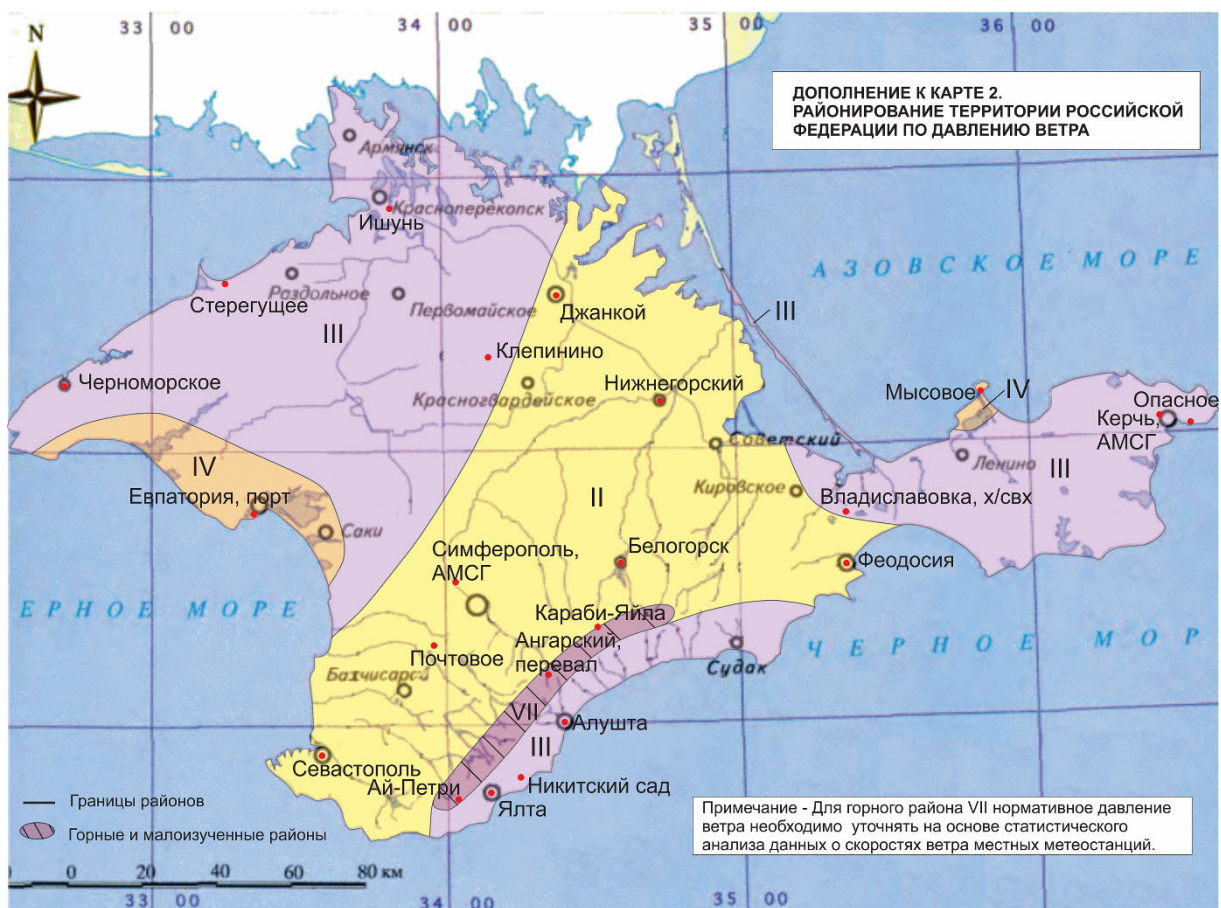 33 00
34 00
35 00
36 00
N
ДОПОЛНЕНИЕ К КАРТЕ 2.
РАЙОНИРОВАНИЕ ТЕРРИТОРИИ РОССИЙСКОЙ
ФЕДЕРАЦИИ ПО ДАВЛЕНИЮ ВЕТРА
Армянск
Красноперекопск
Ишунь
АЗОВСКОЕ МОРЕ
Раздольное
Стерегущее
Первомайское
Джанкой
III
III
Клепинино
Черноморское
Красногвардейское
Нижнегорский
Мысовое
IV
Опасное
Керчь,
АМСГ
Советский
Ленино
III
IV
Евпатория, порт
II
Кировское
Владиславовка, х/свх
Саки
Симферополь,
АМСГ
Белогорск
Феодосия
ЕРНОЕ МОРЕ
Караби-Яйла
Ангарский,
перевал
Почтовое
Судак
ЧЕРНОЕ МОР
Бахчисарай
VII
Алушта
III
Севастополь
Ай-Петри
Никитский сад
Ялта
Границы районов
Горные и малоизученные районы
Примечание - Для горного района VII нормативное давление
ветра необходимо уточнять на основе статистического
анализа данных о скоростях ветра местных метеостанций.
0 20 40 60 80 км
33 00
34 00
35 00